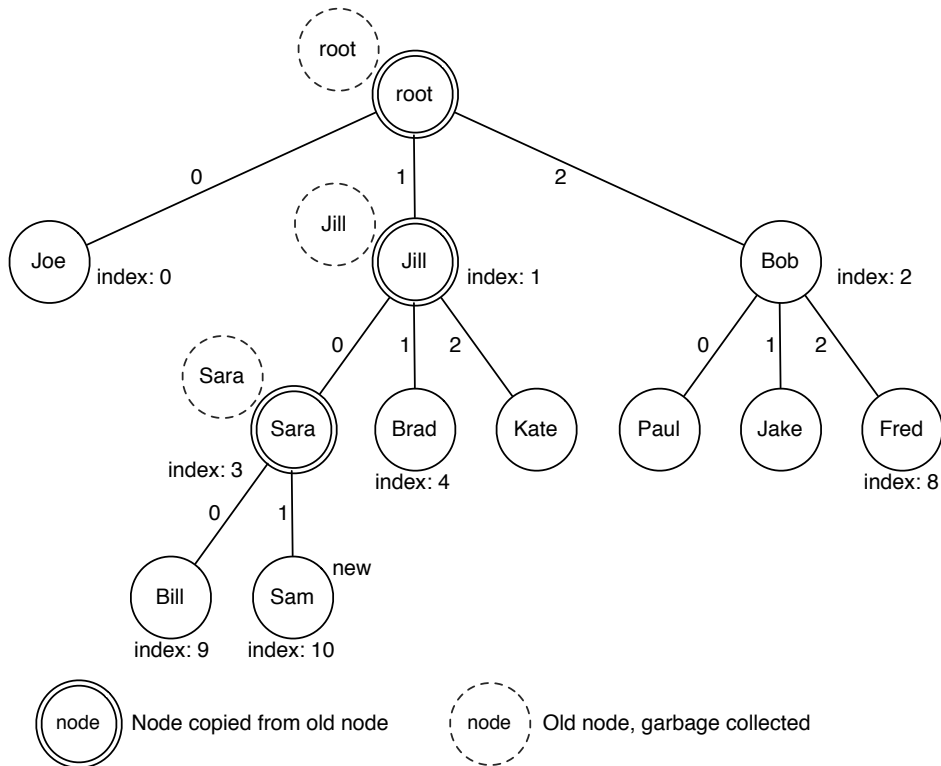 root
root
0
1
2
Jill
Joe
index: 0
Jill
index: 1
Bob
index: 2
0
1
2
0
1
2
Sara
Sara
index: 3
Brad
index: 4
Kate
Paul
Jake
Fred
index: 8
0
1
new
Bill
index: 9
Sam
index: 10
node Node copied from old node
node Old node, garbage collected